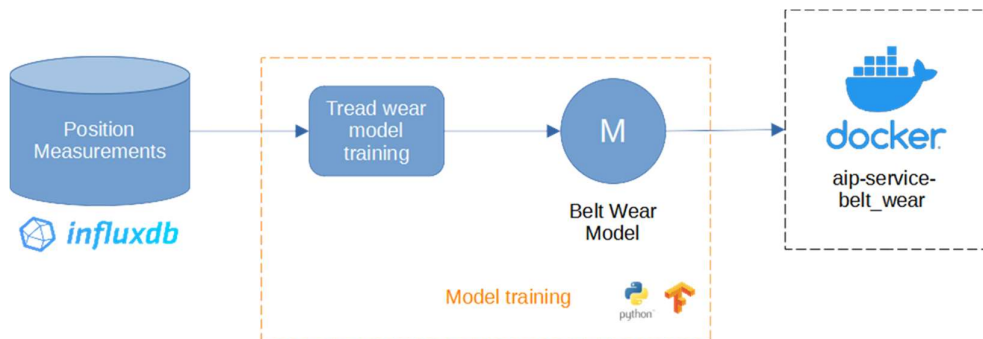 Position
Measurements
influxdb
Tread wear
model
training
M
Belt Wear
Model
Model training
python
docker
aip-service-
belt_wear